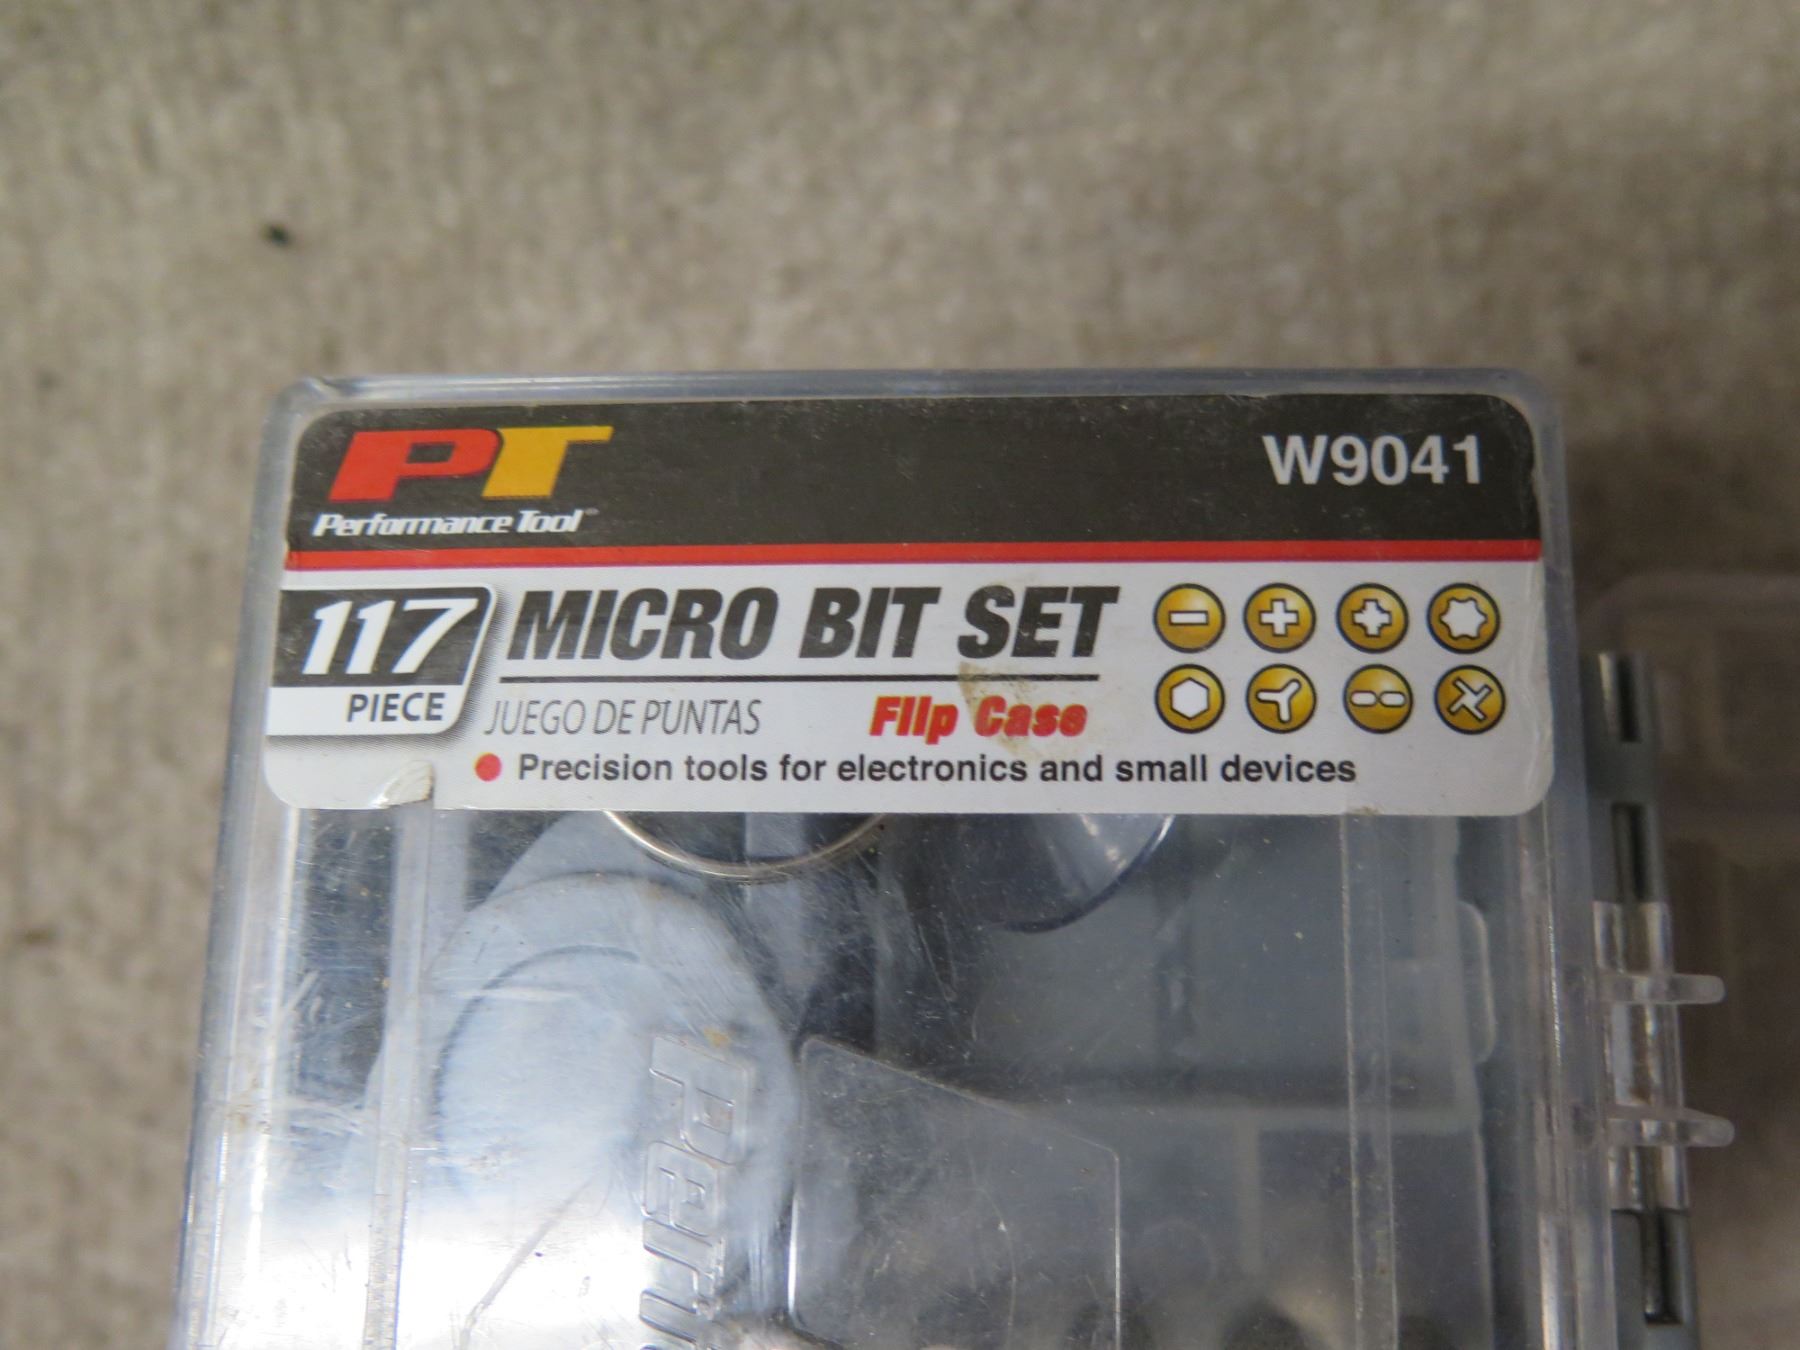 PT
Performance Tool
W9041
117
PIECE
MICRO BIT SET
JUEGO DE PUNTAS
Flip Case
Precision tools for electronics and small devices